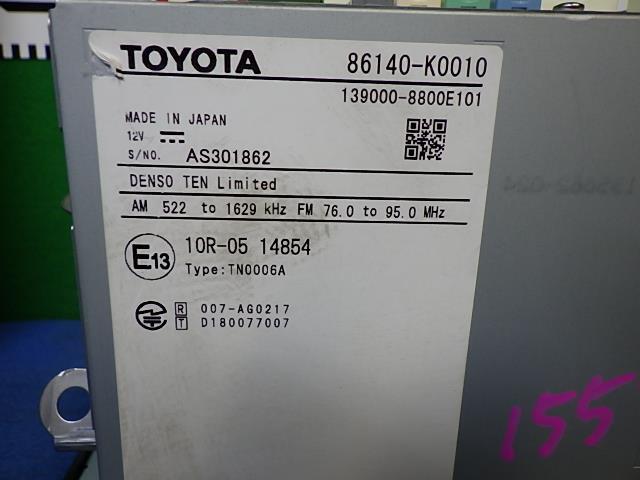 TOYOTA 86140-K0010
139000-8800E101
MADE IN JAPAN
12V
S/NO. AS301862
DENSO TEN Limited
AM 522 to 1629 kHz FM 76.0 to 95.0 MHz
E13 10R-05 14854
Type:TN0006A
R 007-AG0217
T D180077007
155